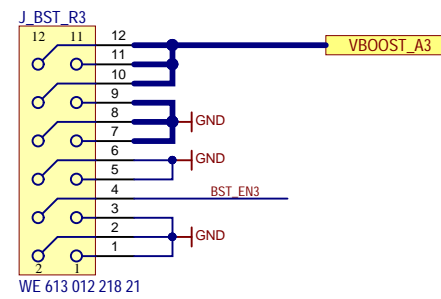 J_BST_R3
12 11
12
11
10
9
8
7
6
5
4
3
2
1
2 1
VBOOST_A3
GND
GND
BST_EN3
GND
WE 613 012 218 21